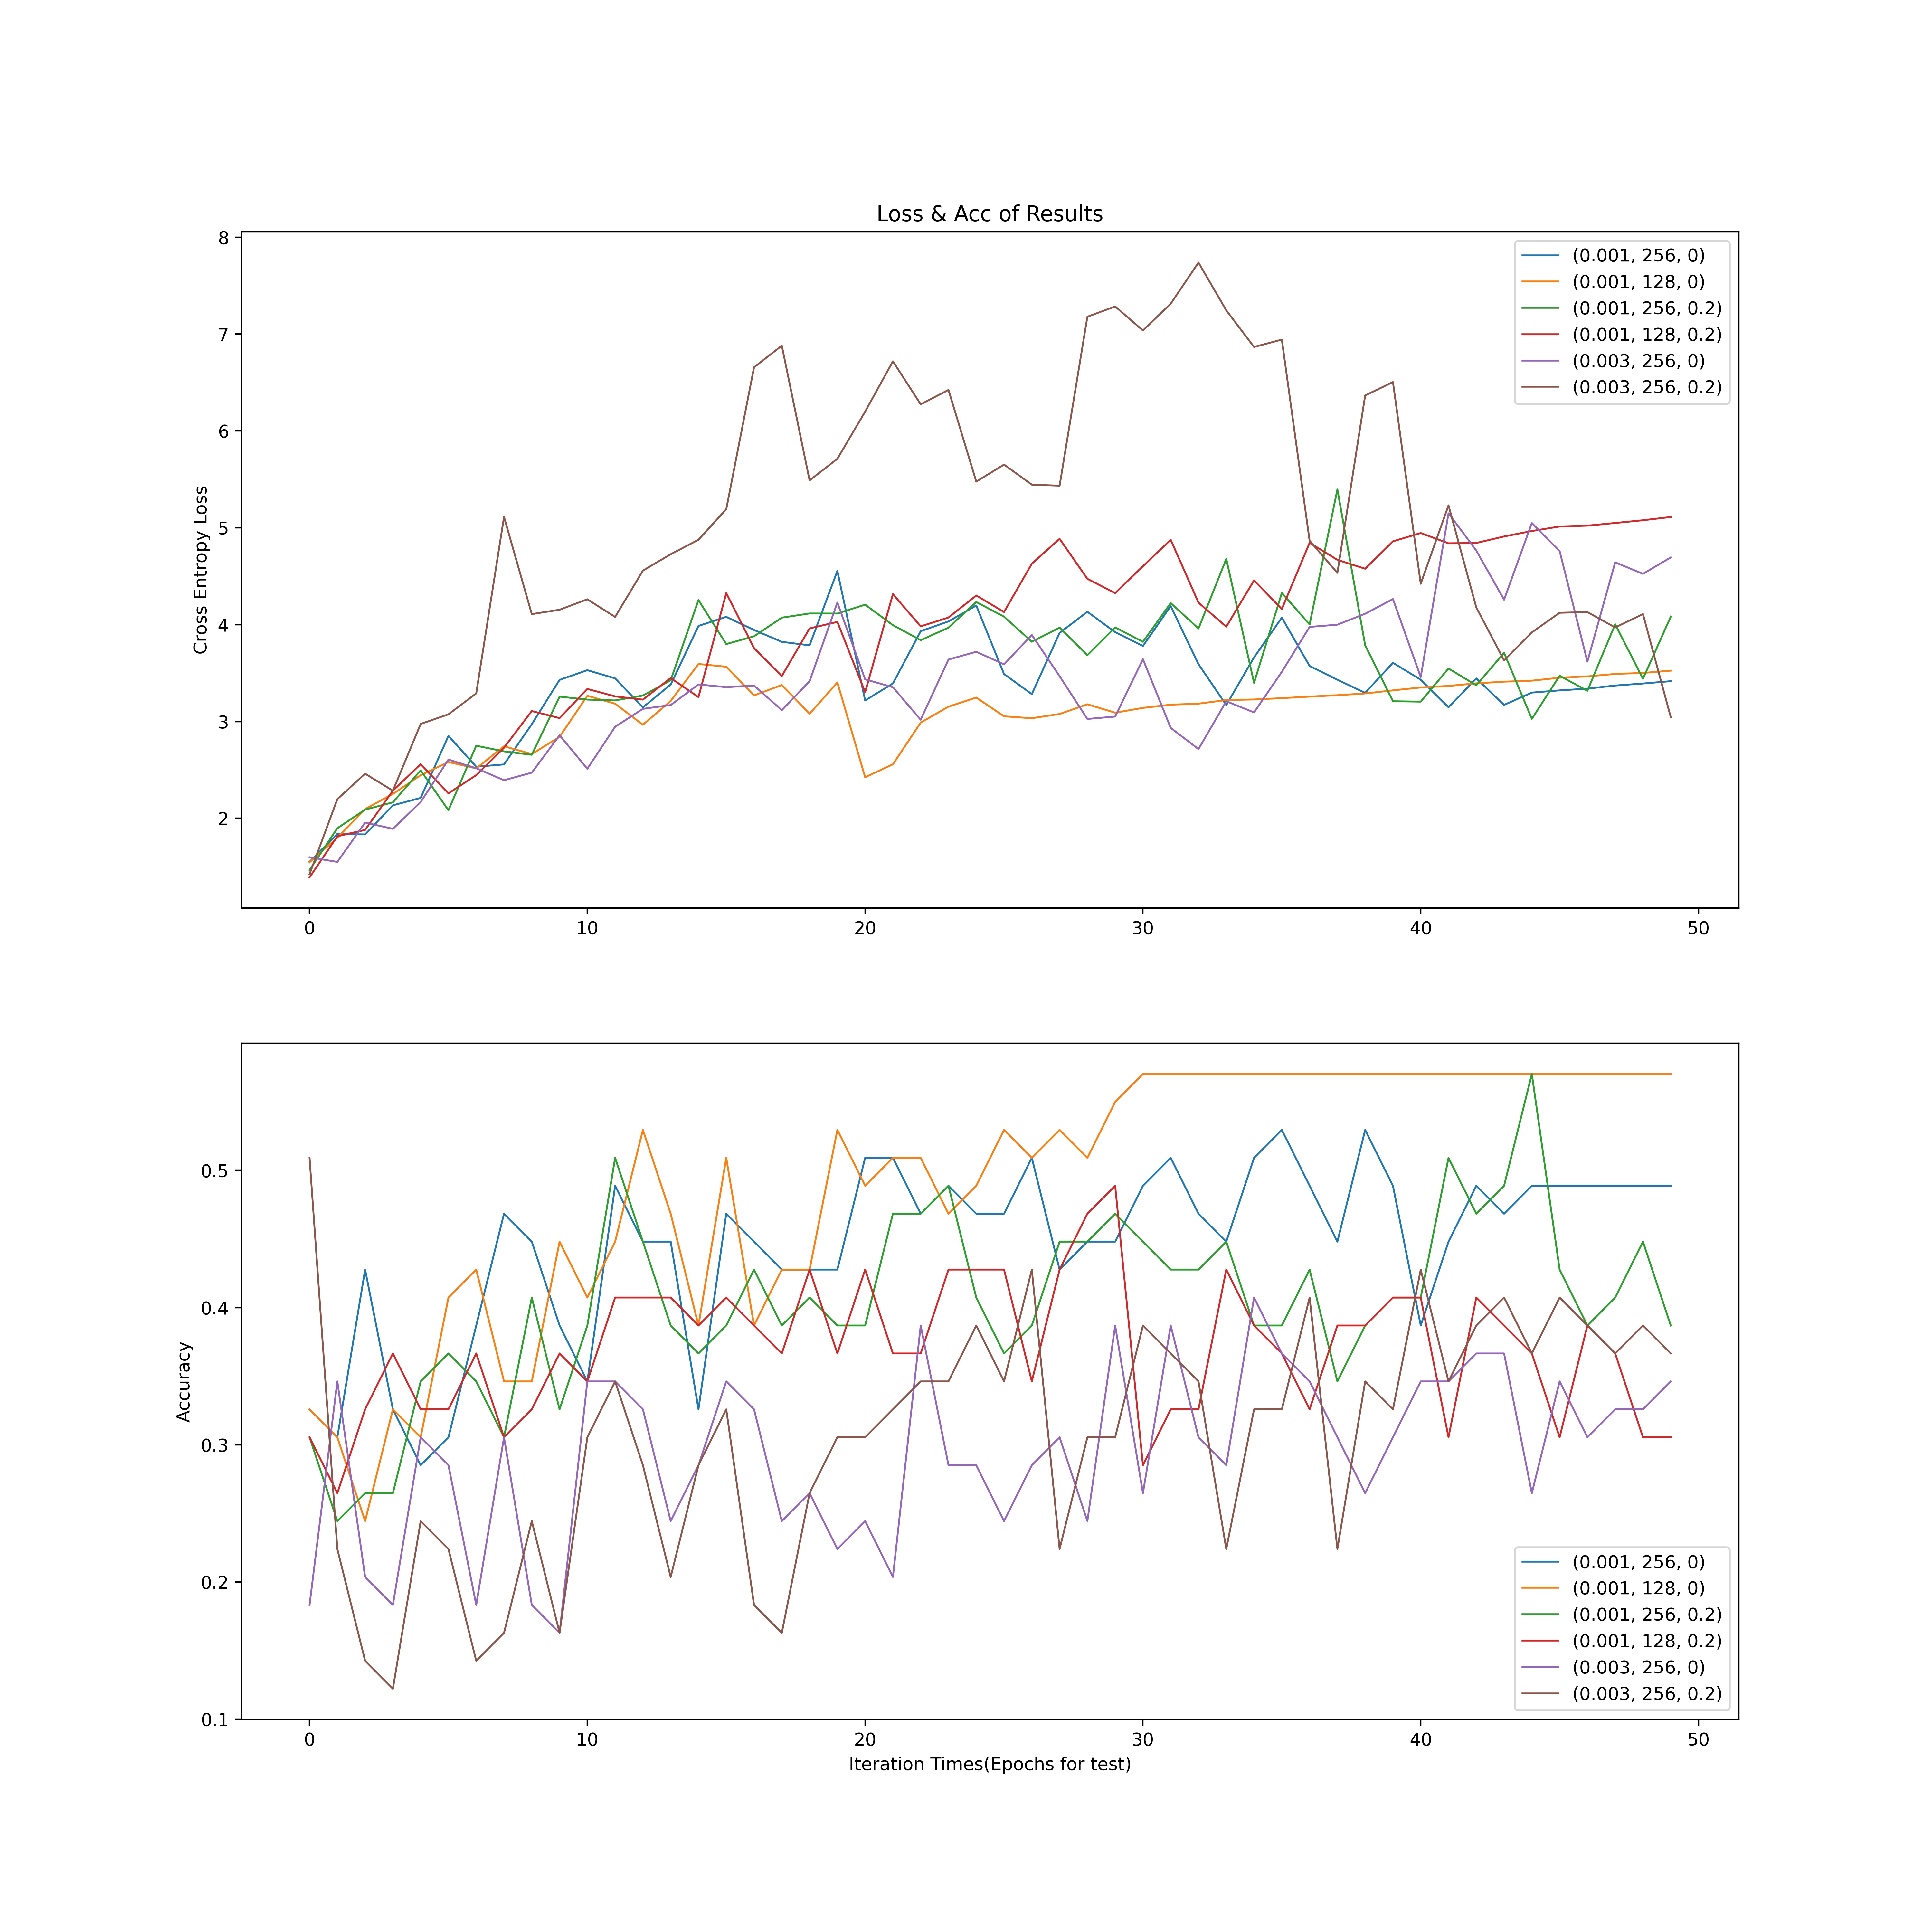 Loss & Acc of Results
Cross Entropy Loss
8
7
6
5
4
3
2
0 10 20 30 40 50
(0.001, 256, 0)
(0.001, 128, 0)
(0.001, 256, 0.2)
(0.001, 128, 0.2)
(0.003, 256, 0)
(0.003, 256, 0.2)
Accuracy
0.5
0.4
0.3
0.2
0.1
0 10 20 30 40 50
(0.001, 256, 0)
(0.001, 128, 0)
(0.001, 256, 0.2)
(0.001, 128, 0.2)
(0.003, 256, 0)
(0.003, 256, 0.2)
Iteration Times(Epochs for test)